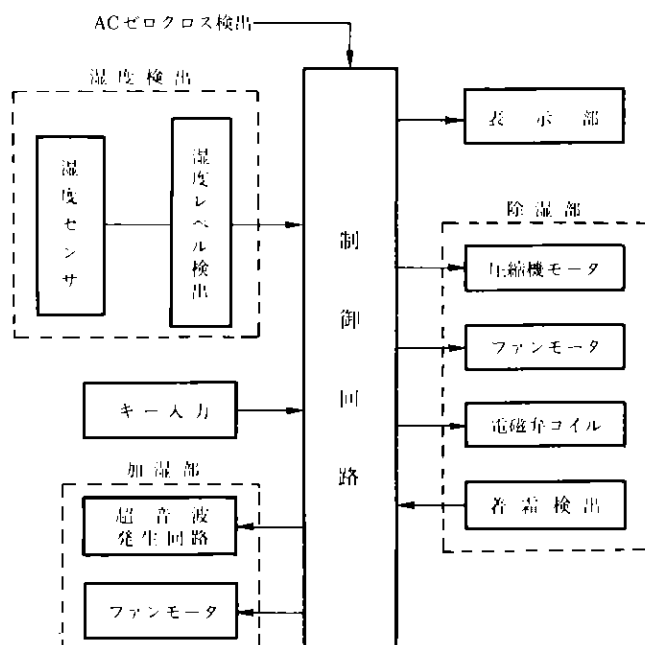 ACゼロクロス検出
湿度検出
湿度センサ
湿度レベル検出
キー入力
加湿部
超音波
発生回路
ファンモータ
制御回路
表示部
除湿部
圧縮機モータ
ファンモータ
電磁弁コイル
着霜検出